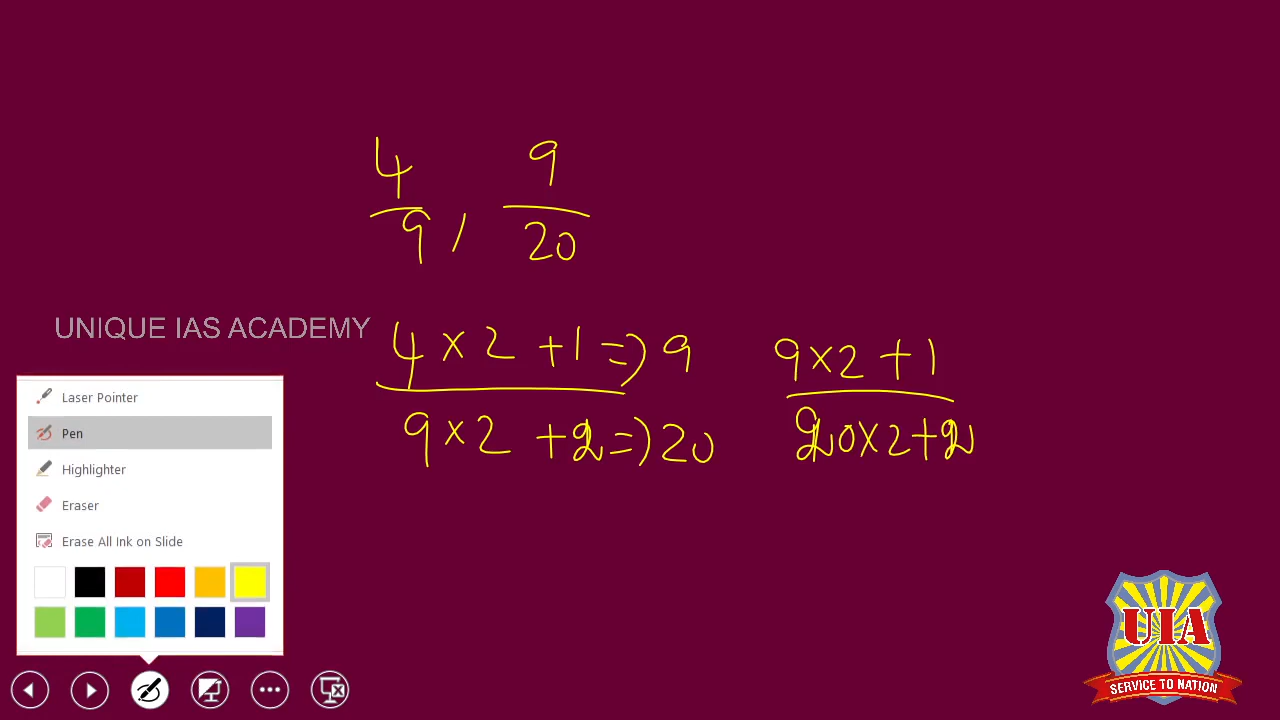 4 9
9 , 20
UNIQUE IAS ACADEMY
4 × 2 + 1 => 9 9 × 2 + 1
9 × 2 + 2 => 20 20 × 2 + 2
Laser Pointer
Pen
Highlighter
Eraser
Erase All Ink on Slide
UIA
SERVICE TO NATION